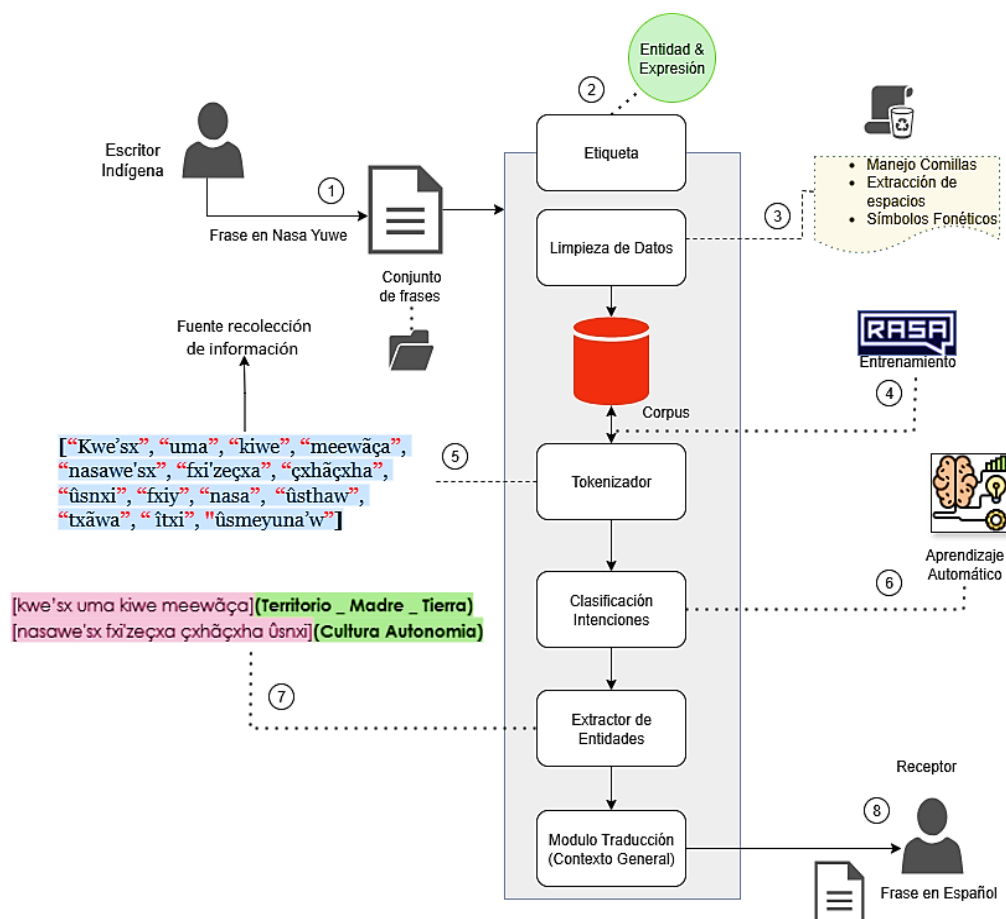 Entidad &
Expresión
2
Etiqueta
Escritor
Indígena
1
Frase en Nasa Yuwe
Manejo Comillas
Extracción de
espacios
Símbolos Fonéticos
3
Limpieza de Datos
Conjunto
de frases
Fuente recolección
de información
RASA
Entrenamiento
4
Corpus
[“Kwe’sx”, “uma”, “kiwe”, “meewãça”,
“nasawe'sx”, “fxi'zeçxa”, “çxhãçxha”,
“ûsnxi”, “fxiy”, “nasa”, “ûsthaw”,
“txãwa”, “ îtxi”, "ûsmeyuna’w”]
5
Tokenizador
Aprendizaje
Automático
6
Clasificación
Intenciones
[kwe’sx uma kiwe meewãça](Territorio _ Madre _ Tierra)
[nasawe'sx fxi'zeçxa çxhãçxha ûsnxi](Cultura Autonomia)
7
Extractor de
Entidades
Receptor
8
Modulo Traducción
(Contexto General)
Frase en Español